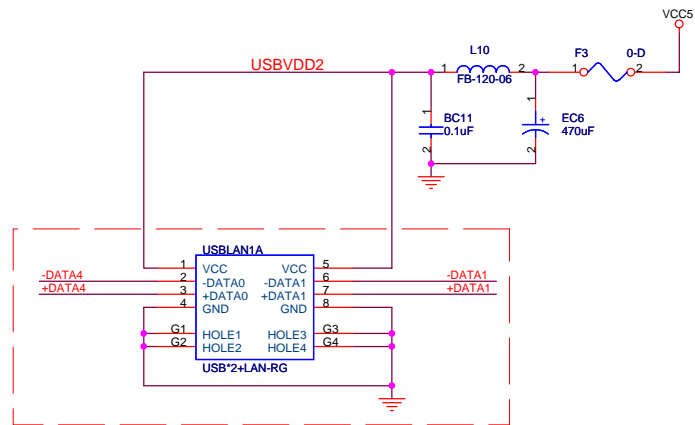 VCC5
L10
F3 0-D
USBVDD2
1 2
1 2
FB-120-06
1
BC11
0.1uF
2
1
+
EC6
470uF
2
USBLAN1A
1 VCC VCC 5
-DATA4 2 -DATA0 -DATA1 6 -DATA1
+DATA4 3 +DATA0 +DATA1 7 +DATA1
4 GND GND 8
G1 HOLE1 HOLE3 G3
G2 HOLE2 HOLE4 G4
USB*2+LAN-RG